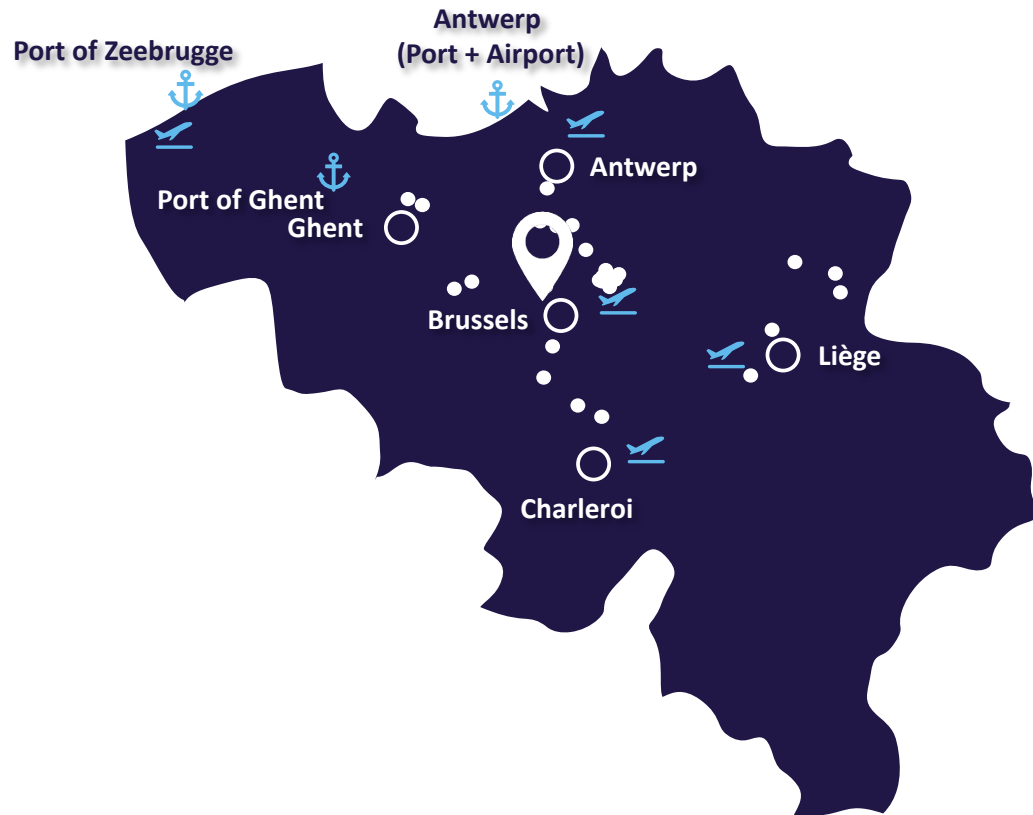 Antwerp
(Port + Airport)
Port of Zeebrugge
Antwerp
Port of Ghent
Ghent
Brussels
Liège
Charleroi